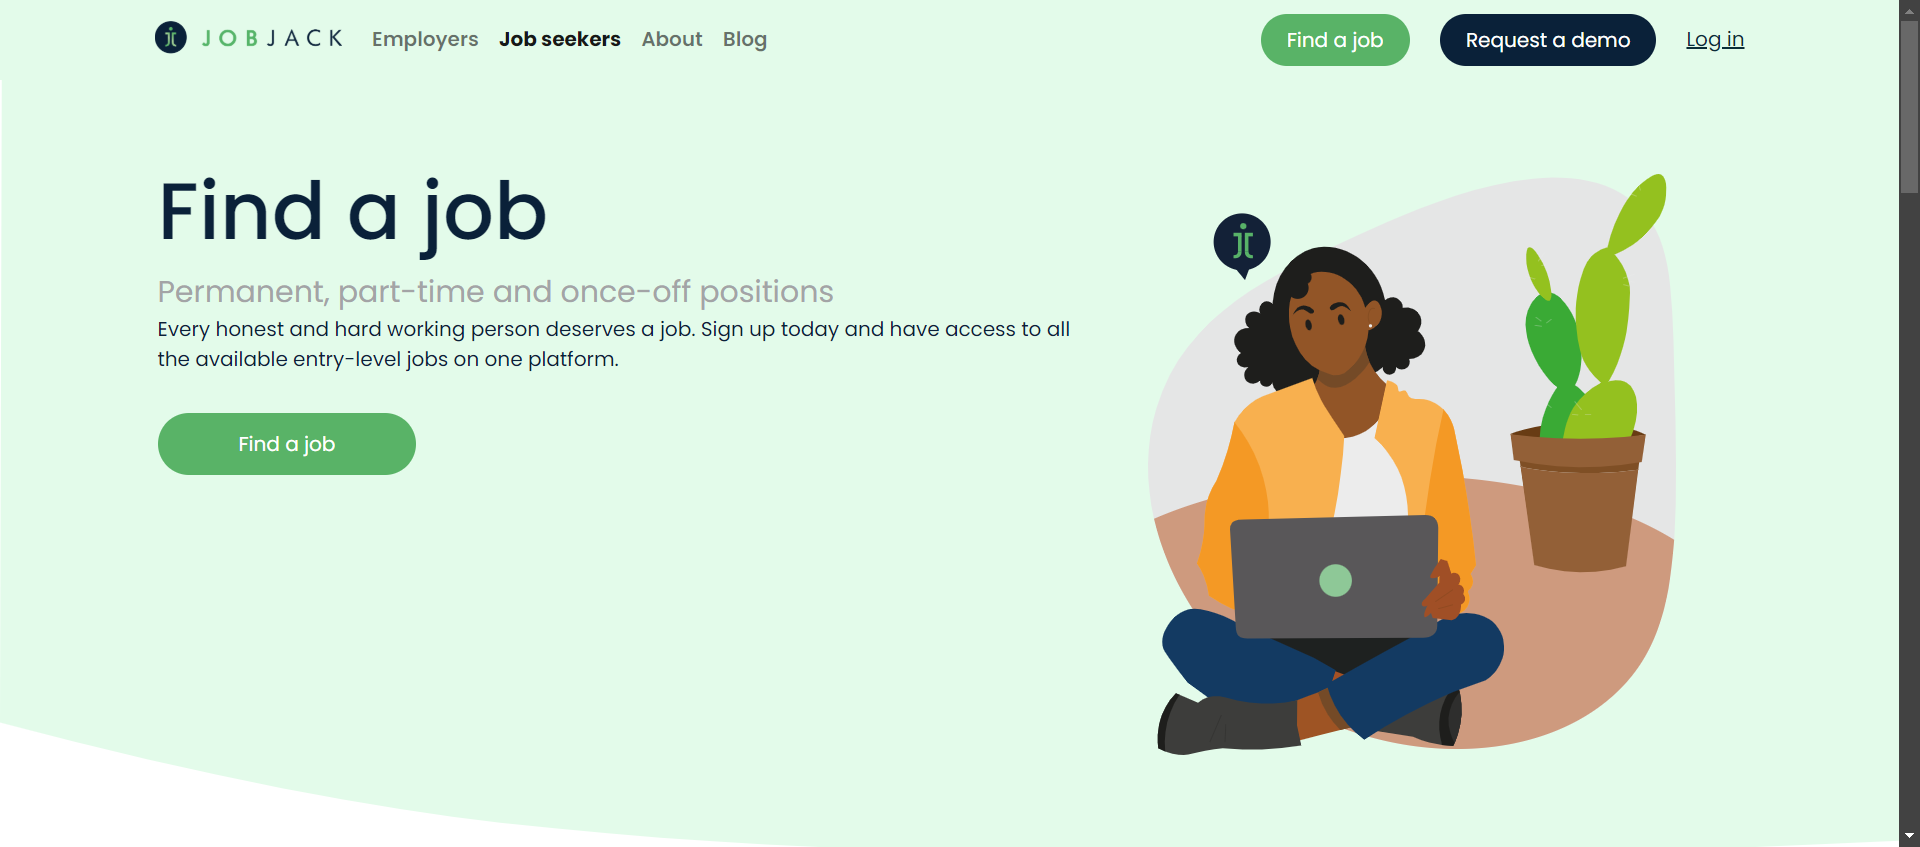 JOBJACK
Employers
Job seekers
About
Blog
Find a job
Request a demo
Log in
Find a job
Permanent, part-time and once-off positions
Every honest and hard working person deserves a job. Sign up today and have access to all
the available entry-level jobs on one platform.
Find a job